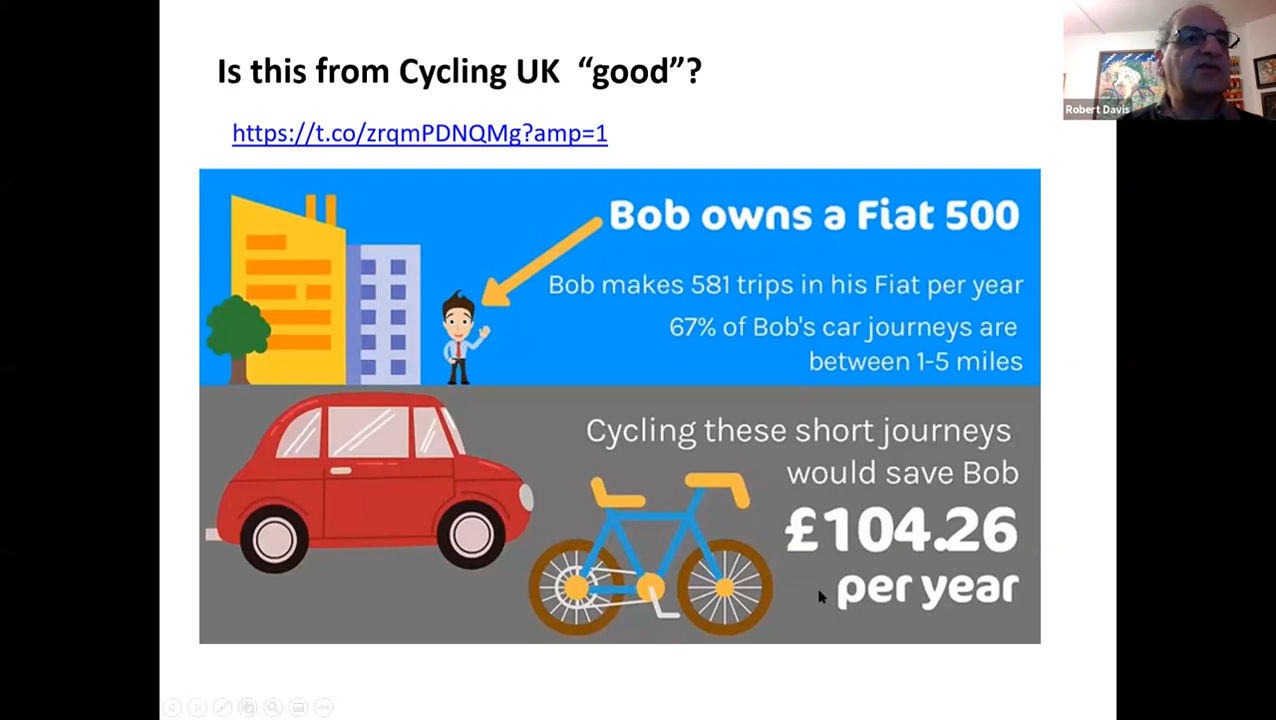 Is this from Cycling UK “good”?
https://t.co/zrqmPDNQMg?amp=1
Robert Davis
Bob owns a Fiat 500
Bob makes 581 trips in his Fiat per year
67% of Bob's car journeys are
between 1-5 miles
Cycling these short journeys
would save Bob
£104.26
per year